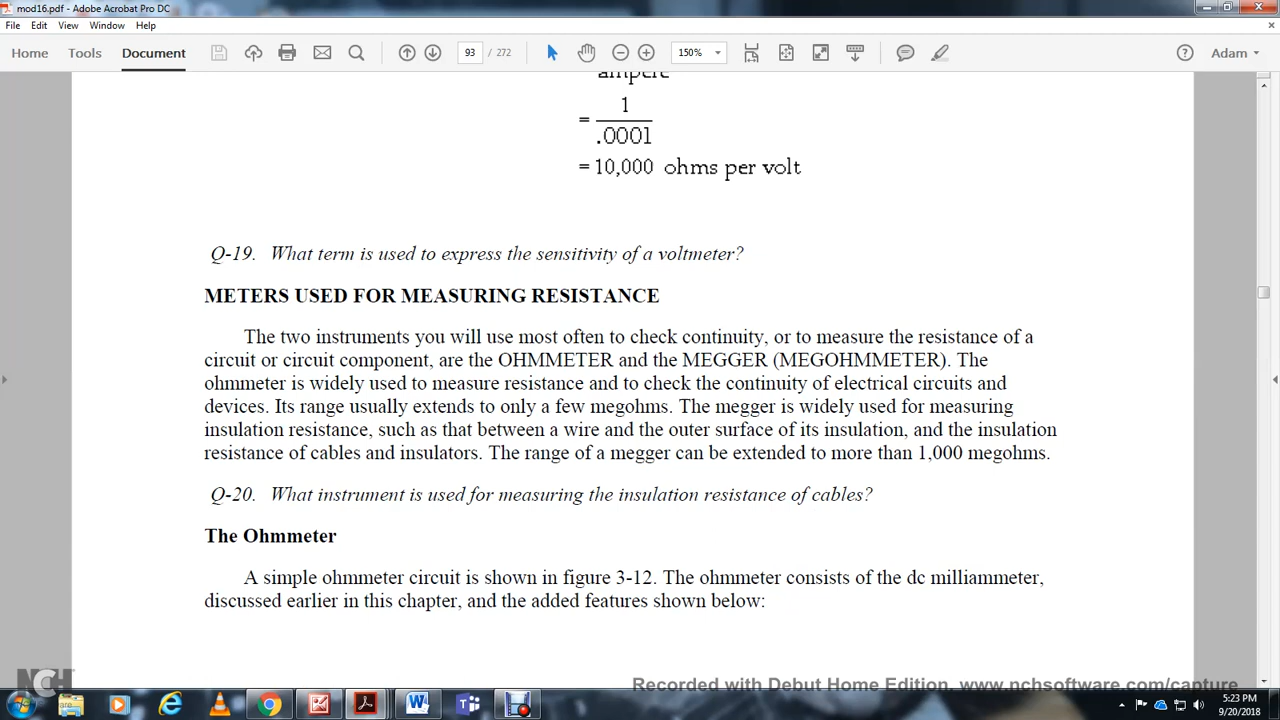 mod16.pdf - Adobe Acrobat Pro DC
File Edit View Window Help
Home Tools Document 93 / 272 150% Adam
ampere
= 1
.0001
= 10,000 ohms per volt
Q-19. What term is used to express the sensitivity of a voltmeter?
METERS USED FOR MEASURING RESISTANCE
The two instruments you will use most often to check continuity, or to measure the resistance of a
circuit or circuit component, are the OHMMETER and the MEGGER (MEGOHMMETER). The
ohmmeter is widely used to measure resistance and to check the continuity of electrical circuits and
devices. Its range usually extends to only a few megohms. The megger is widely used for measuring
insulation resistance, such as that between a wire and the outer surface of its insulation, and the insulation
resistance of cables and insulators. The range of a megger can be extended to more than 1,000 megohms.
Q-20. What instrument is used for measuring the insulation resistance of cables?
The Ohmmeter
A simple ohmmeter circuit is shown in figure 3-12. The ohmmeter consists of the dc milliammeter,
discussed earlier in this chapter, and the added features shown below:
NCH
Recorded with Debut Home Edition. www.nchsoftware.com/capture
5:23 PM
9/20/2018